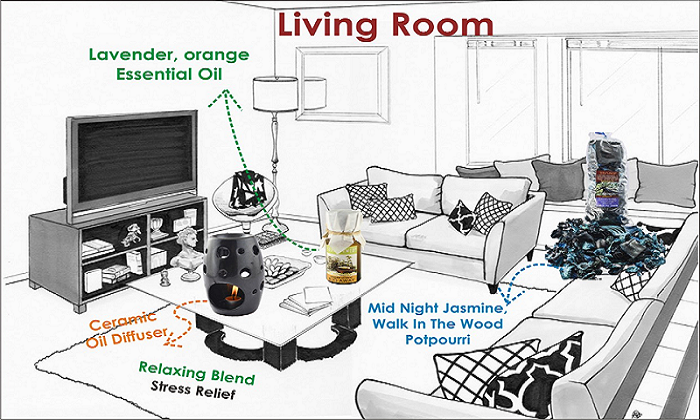 Living Room
Lavender, orange
Essential Oil
Mid Night Jasmine,
Walk In The Wood
Potpourri
Ceramic
Oil Diffuser
Relaxing Blend
Stress Relief